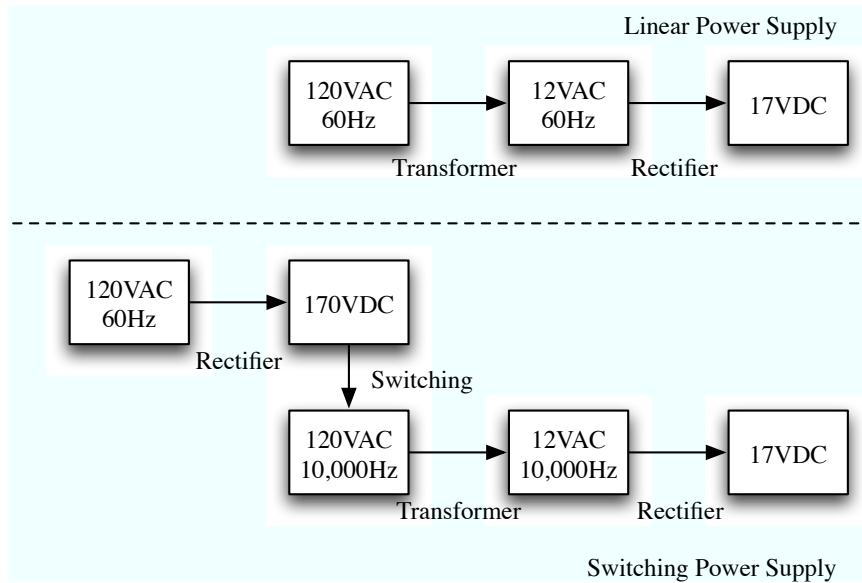 Linear Power Supply
120VAC
60Hz
12VAC
60Hz
17VDC
Transformer
Rectifier
120VAC
60Hz
170VDC
Rectifier
Switching
120VAC
10,000Hz
12VAC
10,000Hz
17VDC
Transformer
Rectifier
Switching Power Supply